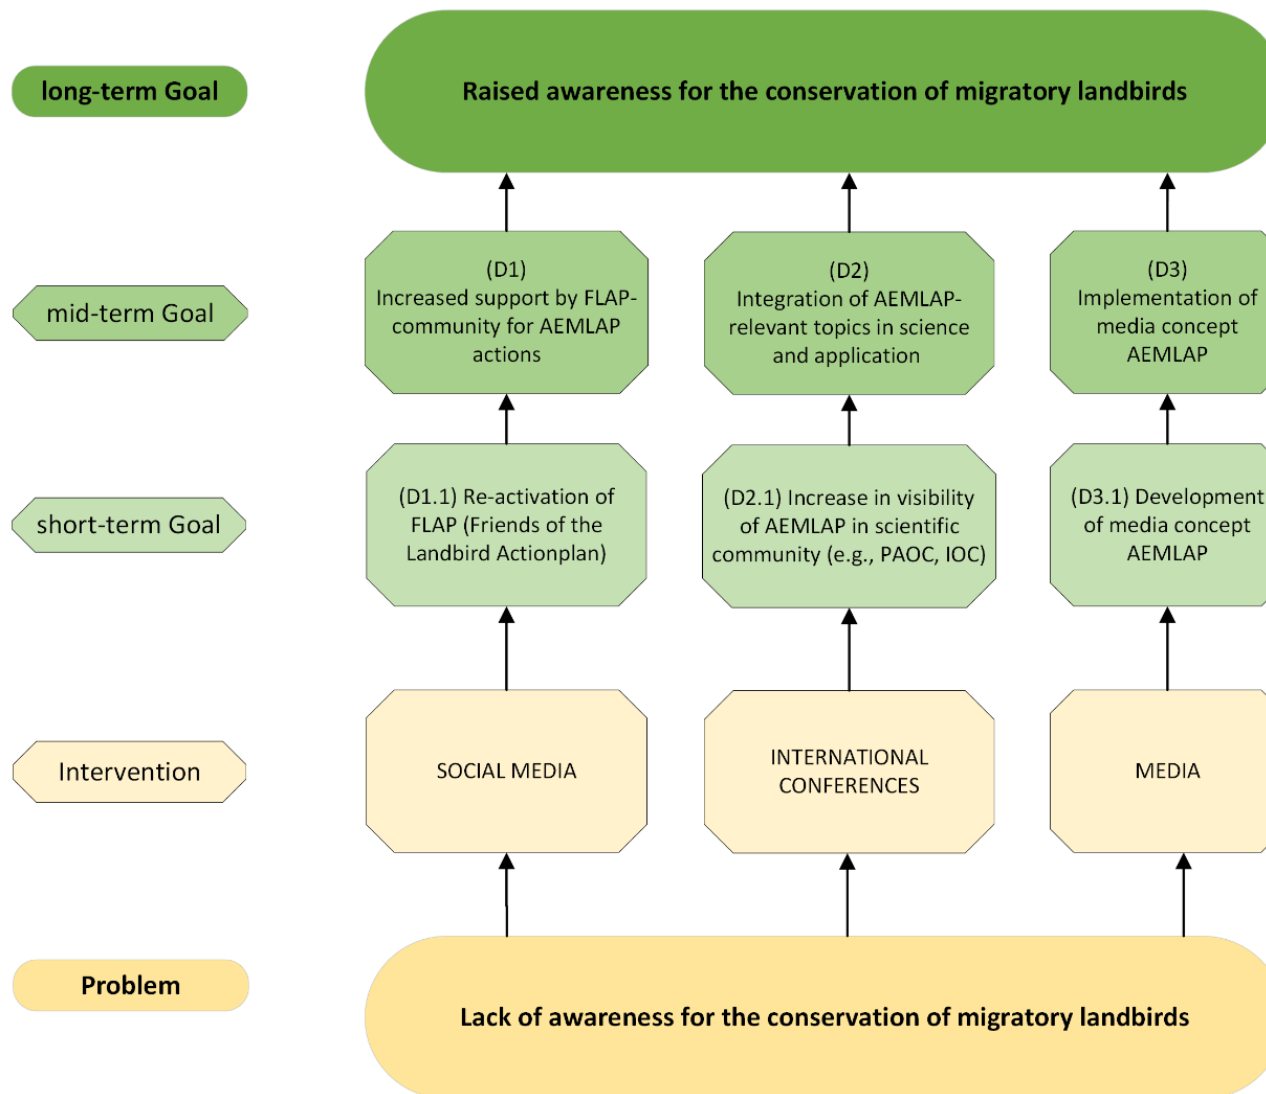 long-term Goal
Raised awareness for the conservation of migratory landbirds
mid-term Goal
(D1)
Increased support by FLAP-
community for AEMLAP
actions
(D2)
Integration of AEMLAP-
relevant topics in science
and application
(D3)
Implementation of
media concept
AEMLAP
short-term Goal
(D1.1) Re-activation of
FLAP (Friends of the
Landbird Actionplan)
(D2.1) Increase in visibility
of AEMLAP in scientific
community (e.g., PAOC, IOC)
(D3.1) Development
of media concept
AEMLAP
Intervention
SOCIAL MEDIA
INTERNATIONAL
CONFERENCES
MEDIA
Problem
Lack of awareness for the conservation of migratory landbirds